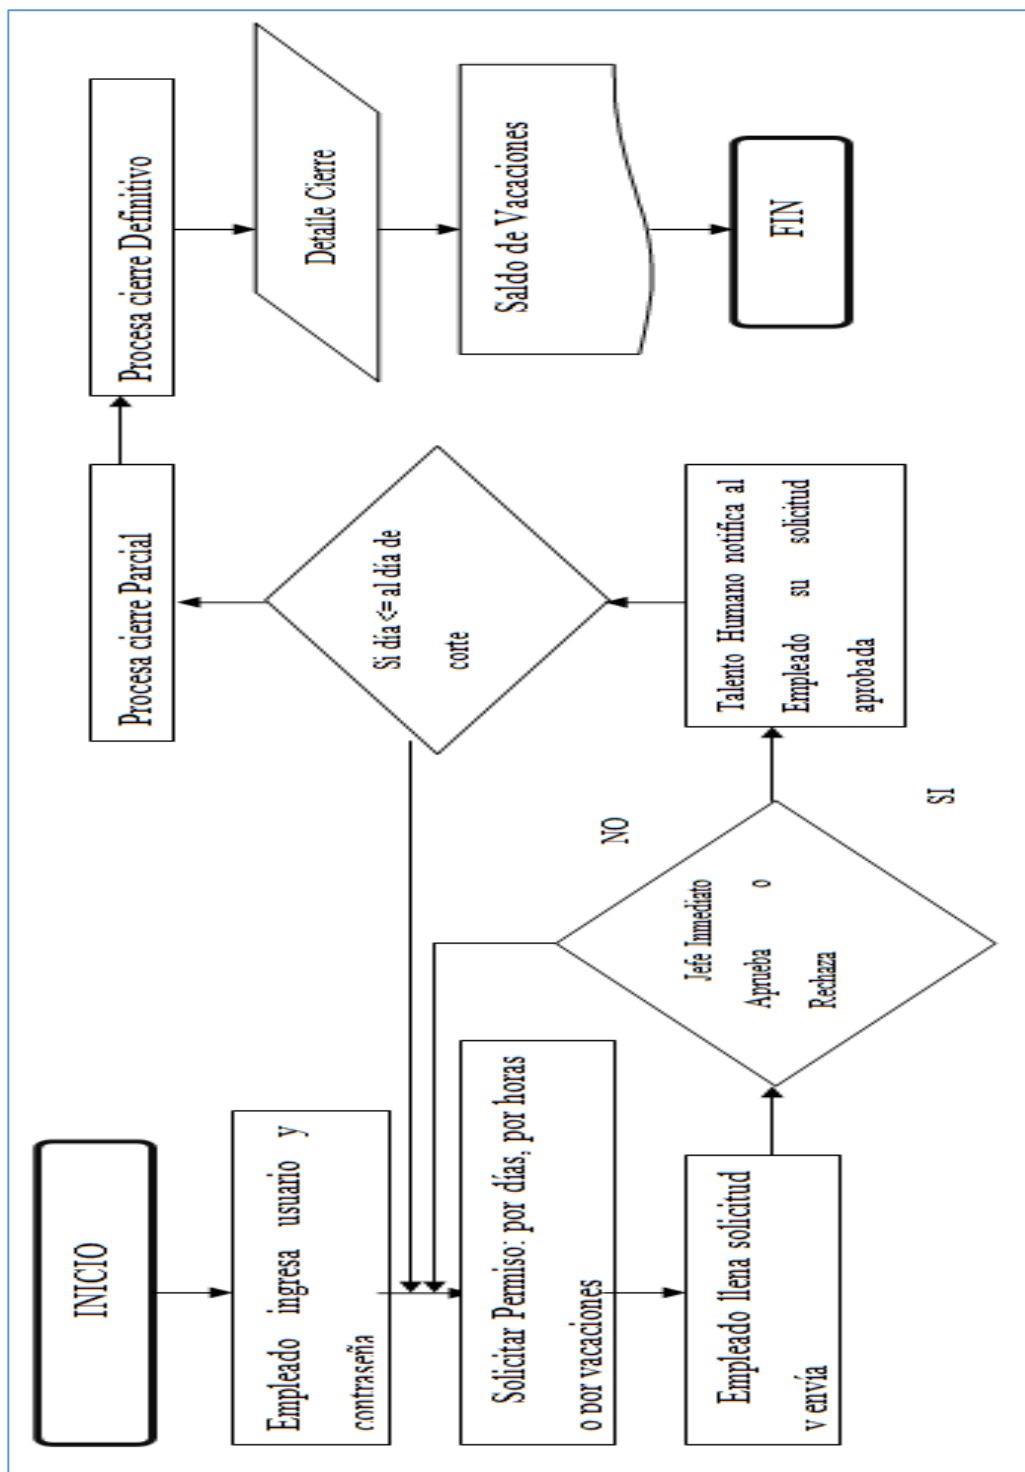 INICIO
Empleado ingresa usuario y
contraseña
Solicitar Permiso: por días, por horas
o por vacaciones
Empleado llena solicitud
y envía
Jefe Inmediato
Aprueba o
Rechaza
NO
SI
Talento Humano notifica al
Empleado su solicitud
aprobada
Si día <= al día de
corte
Procesa cierre Parcial
Procesa cierre Definitivo
Detalle Cierre
Saldo de Vacaciones
FIN